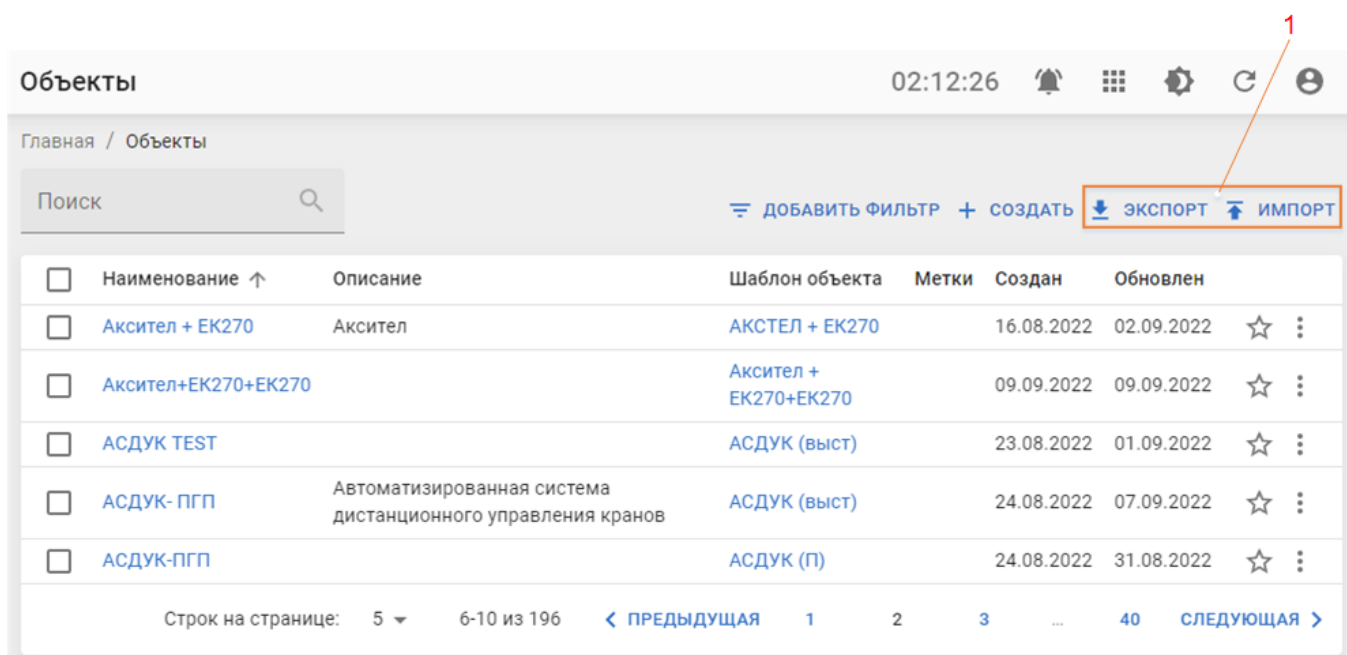 1
Объекты 02:12:26
Главная / Объекты
Поиск
ДОБАВИТЬ ФИЛЬТР + СОЗДАТЬ ЭКСПОРТ ИМПОРТ
Наименование ↑ Описание Шаблон объекта Метки Создан Обновлен
Акситeл + ЕК270 Аксител АКСТЕЛ + ЕК270 16.08.2022 02.09.2022
Аксител+ЕК270+ЕК270 Аксител + 09.09.2022 09.09.2022
ЕК270+ЕК270
АСДУК TEST АСДУК (выст) 23.08.2022 01.09.2022
АСДУК- ПГП Автоматизированная система АСДУК (выст) 24.08.2022 07.09.2022
дистанционного управления кранов
АСДУК-ПГП АСДУК (П) 24.08.2022 31.08.2022
Строк на странице: 5 6-10 из 196 < ПРЕДЫДУЩАЯ 1 2 3 ... 40 СЛЕДУЮЩАЯ >